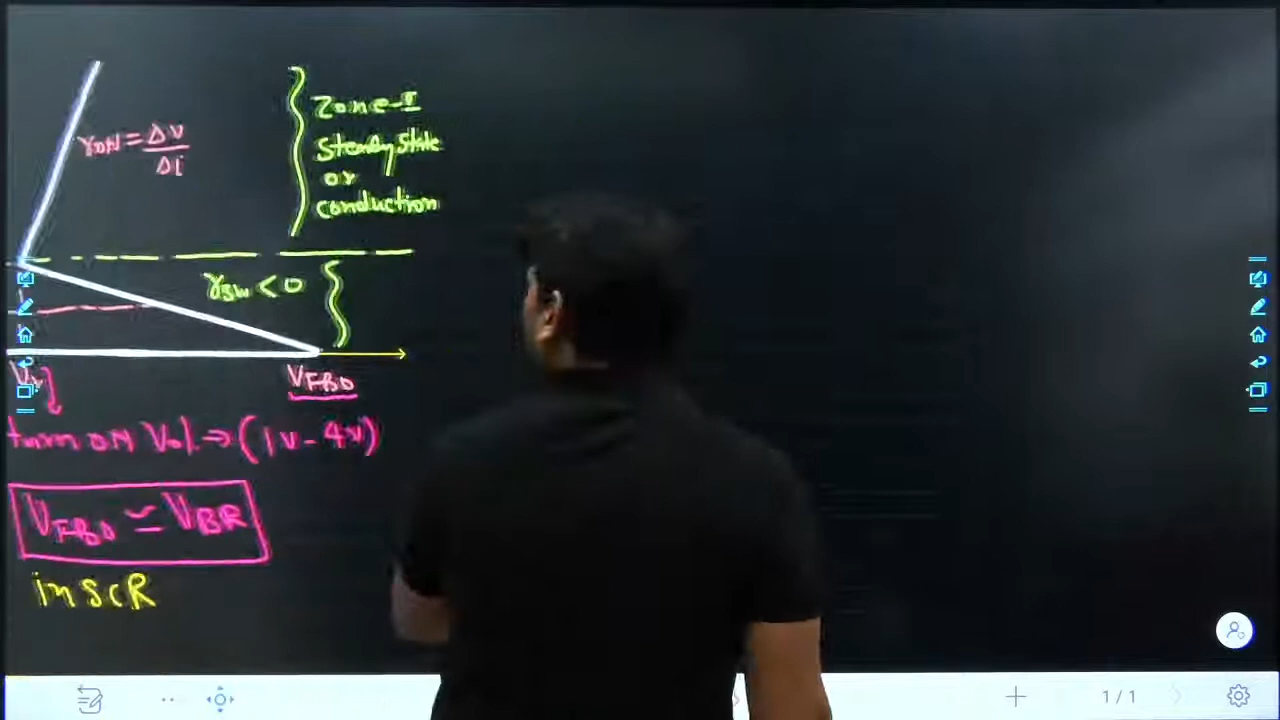 rON = Δv
Δi
Zone-I
Steady State
or
conduction
rSW < 0
VFBO
turn ON Vol. → (1V - 4V)
VFBO ≃ VBR
in SCR
1/1